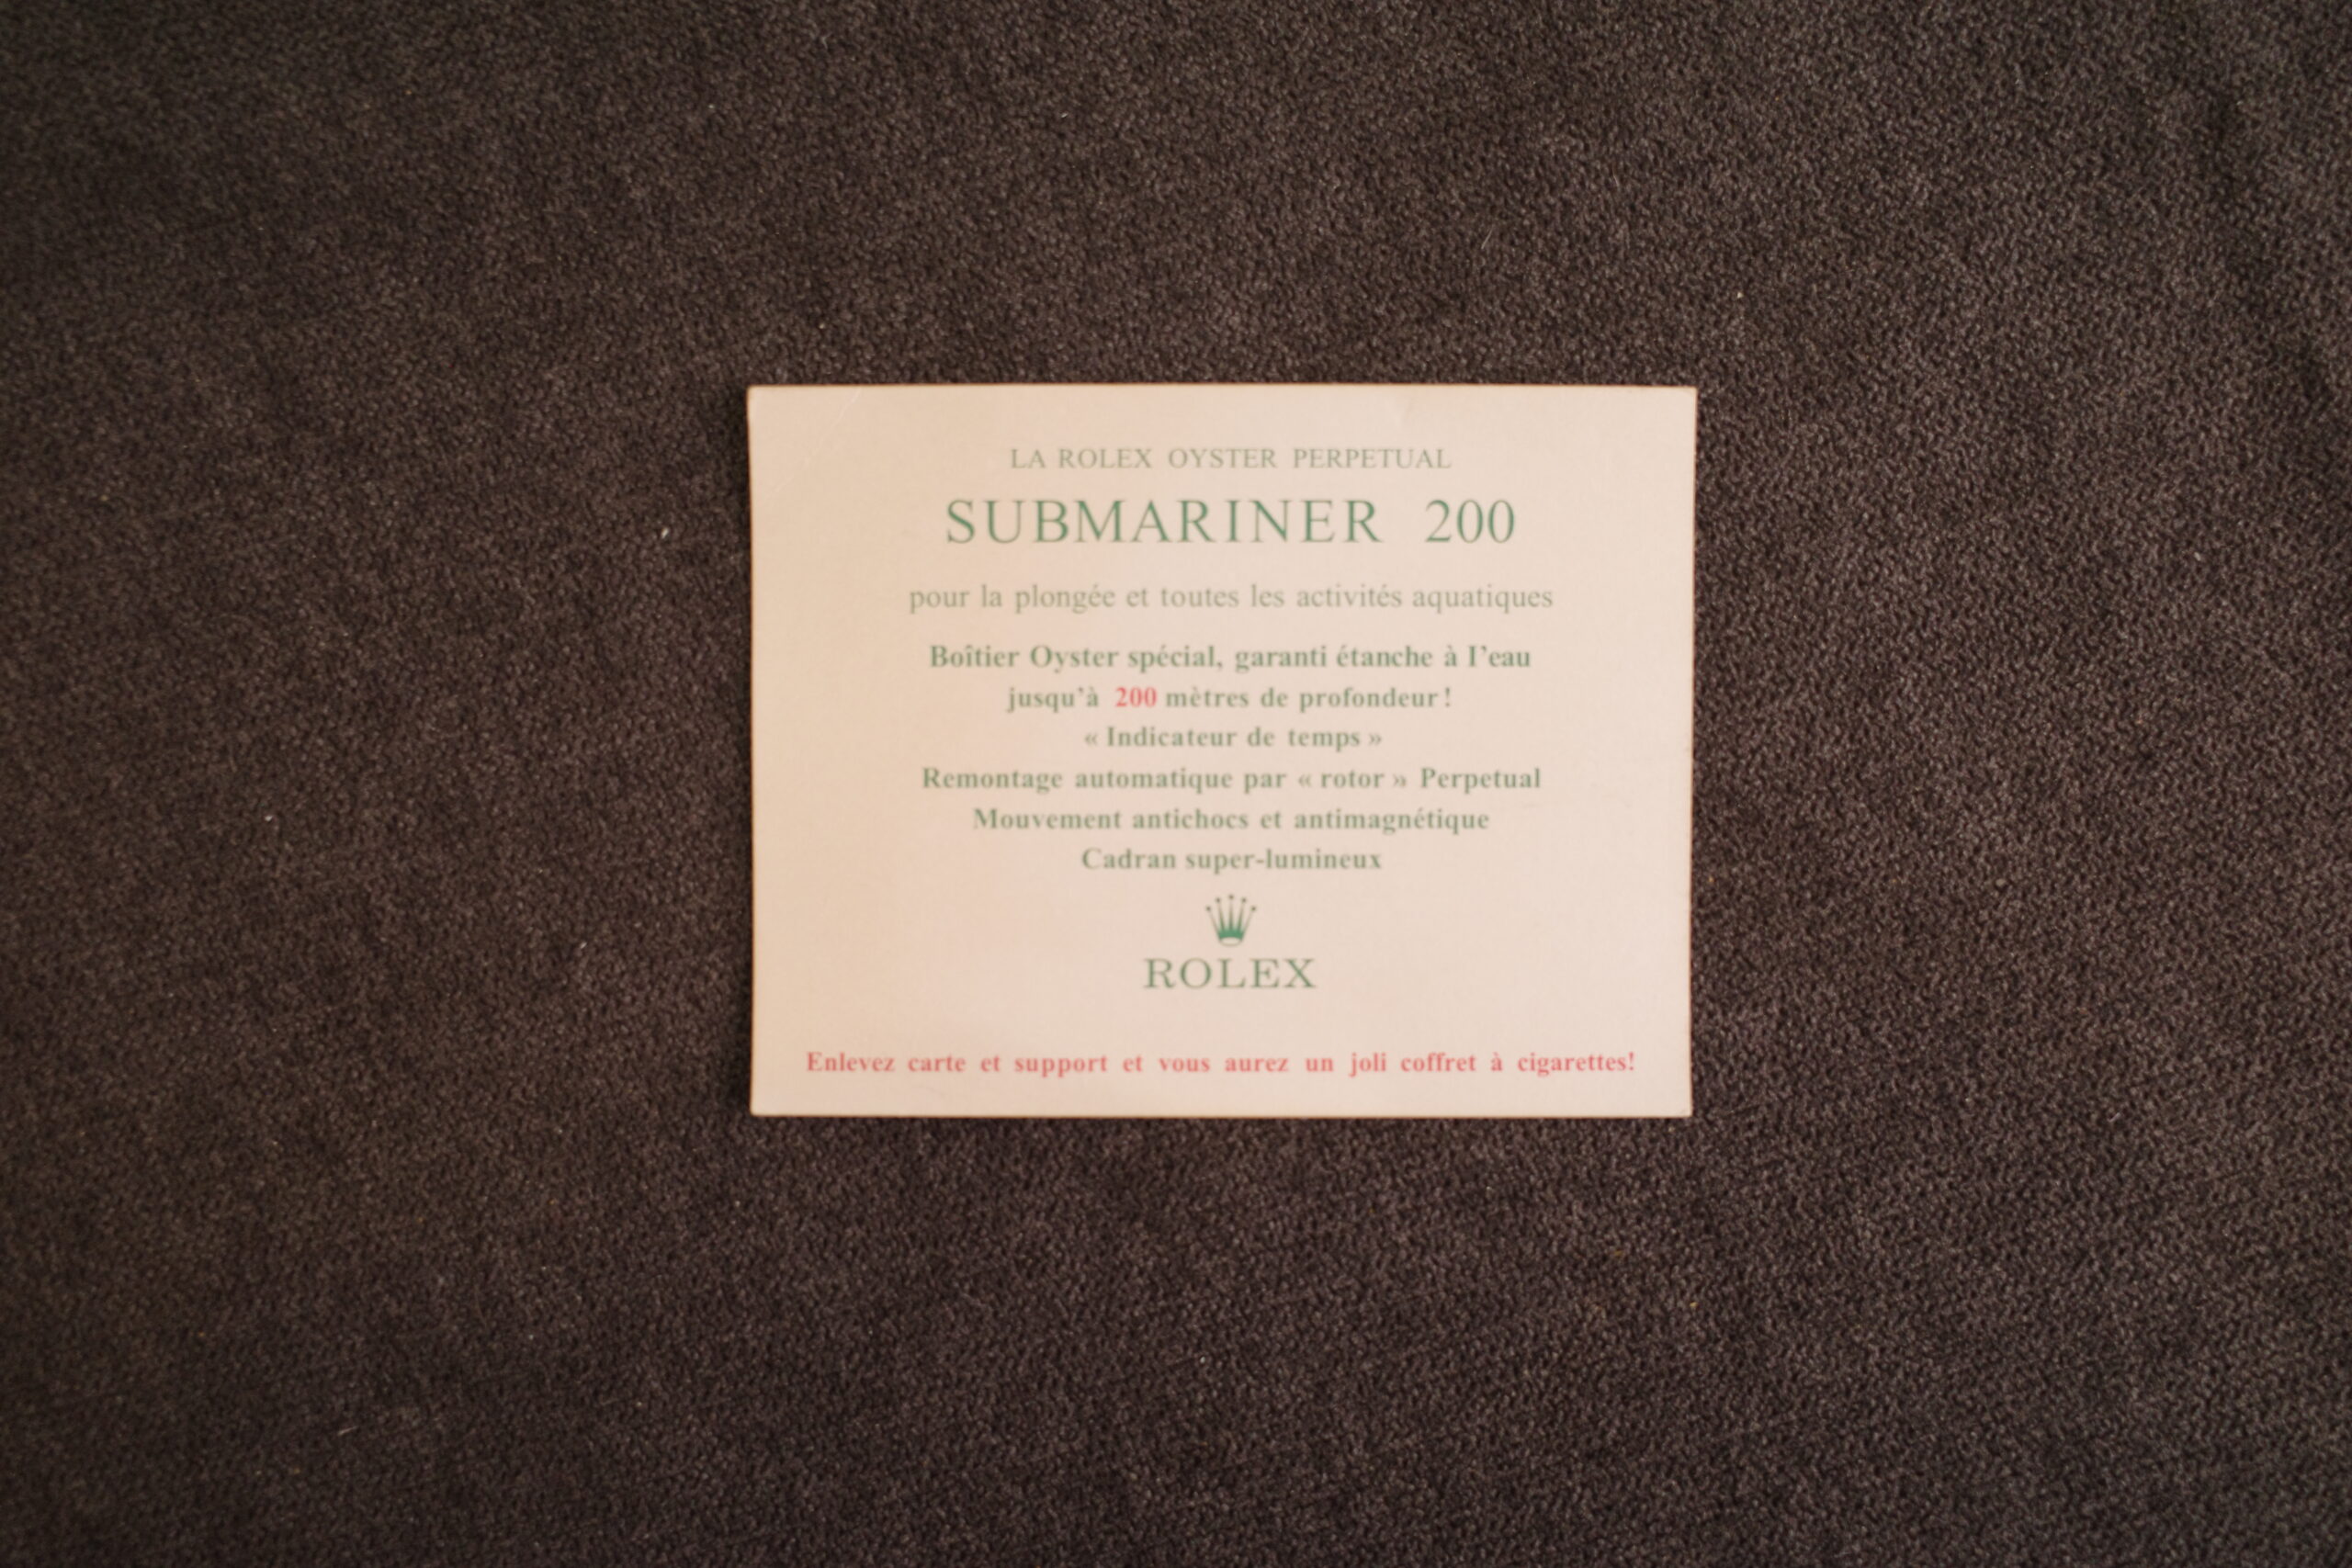 LA ROLEX OYSTER PERPETUAL
SUBMARINER 200
pour la plongée et toutes les activités aquatiques
Boîtier Oyster spécial, garanti étanche à l'eau
jusqu'à 200 mètres de profondeur!
« Indicateur de temps »
Remontage automatique par « rotor » Perpetual
Mouvement antichocs et antimagnétique
Cadran super-lumineux
ROLEX
Enlevez carte et support et vous aurez un joli coffret à cigarettes!